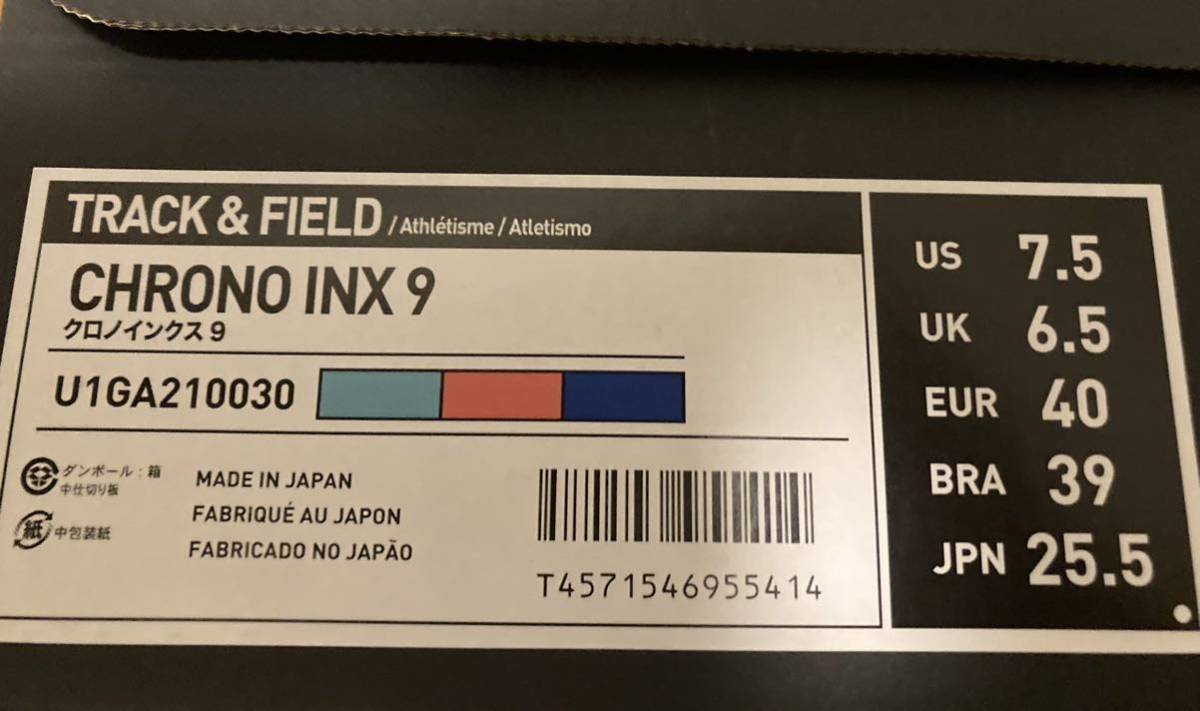 TRACK & FIELD / Athlétisme / Atletismo
CHRONO INX 9
クロノインクス 9
U1GA210030
ダンボール : 箱
中仕切り板
紙 中包装紙
MADE IN JAPAN
FABRIQUÉ AU JAPON
FABRICADO NO JAPÃO
T4571546955414
US 7.5
UK 6.5
EUR 40
BRA 39
JPN 25.5